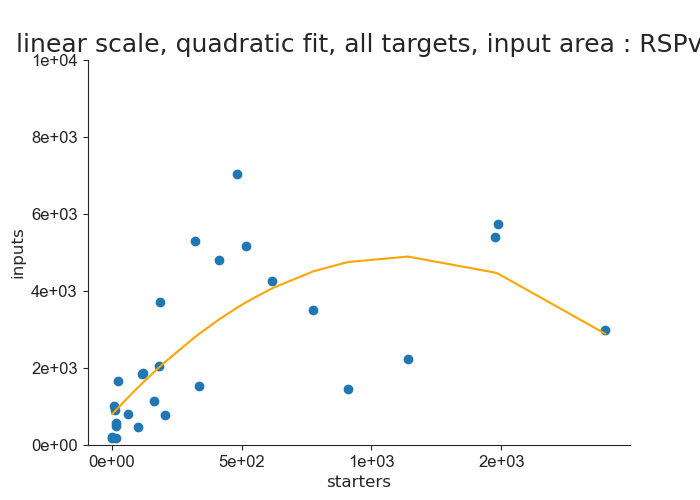 linear scale, quadratic fit, all targets, input area : RSPv
1e+04
8e+03
6e+03
4e+03
2e+03
0e+00
inputs
0e+00 5e+02 1e+03 2e+03
starters